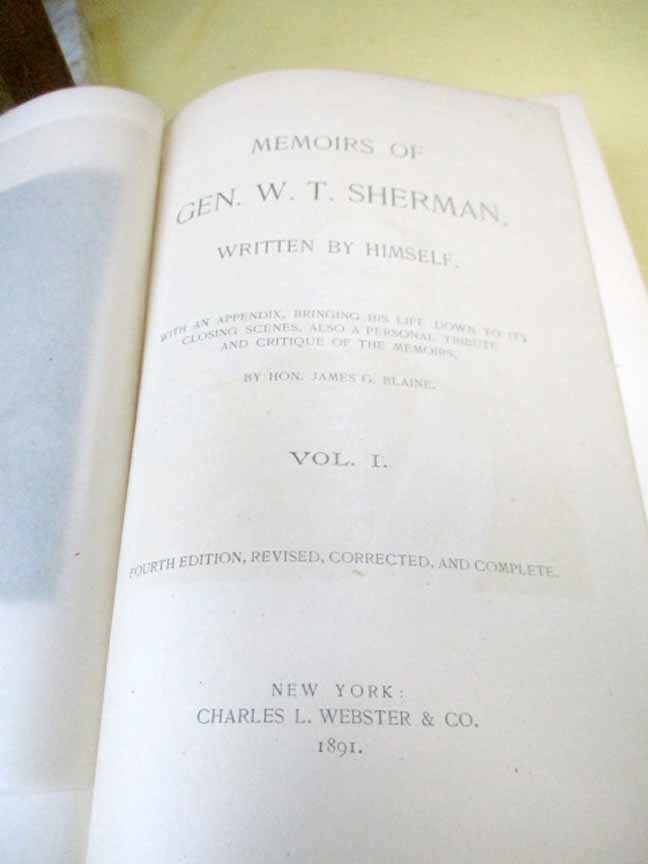 MEMOIRS OF
GEN. W. T. SHERMAN.
WRITTEN BY HIMSELF.
WITH AN APPENDIX, BRINGING HIS LIFE DOWN TO ITS
CLOSING SCENES, ALSO A PERSONAL TRIBUTE
AND CRITIQUE OF THE MEMOIRS,
BY HON. JAMES G. BLAINE.
VOL. I.
FOURTH EDITION, REVISED, CORRECTED, AND COMPLETE.
NEW YORK:
CHARLES L. WEBSTER & CO.
1891.